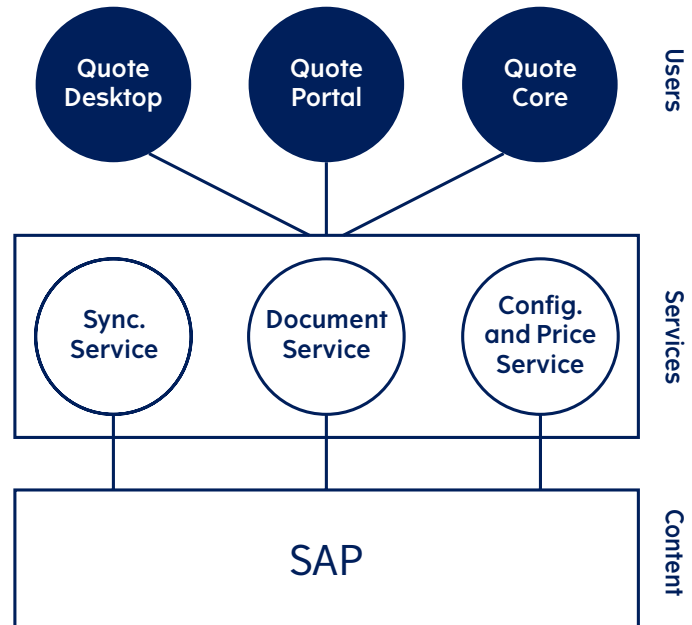 Quote
Desktop
Quote
Portal
Quote
Core
Users
Sync.
Service
Document
Service
Config.
and Price
Service
Services
SAP
Content